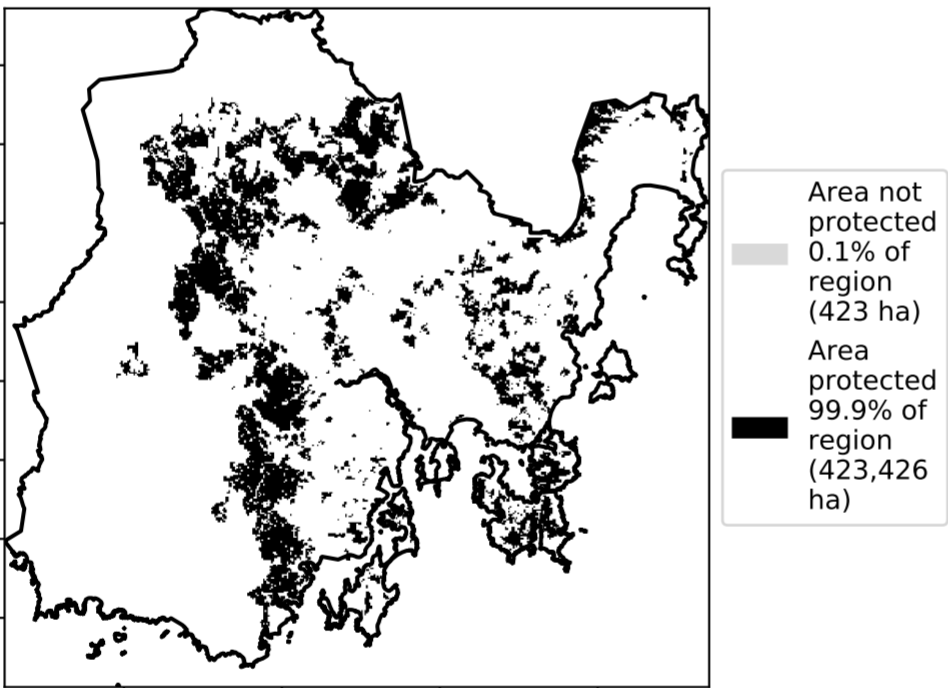 Area not
protected
0.1% of
region
(423 ha)
Area
protected
99.9% of
region
(423,426
ha)